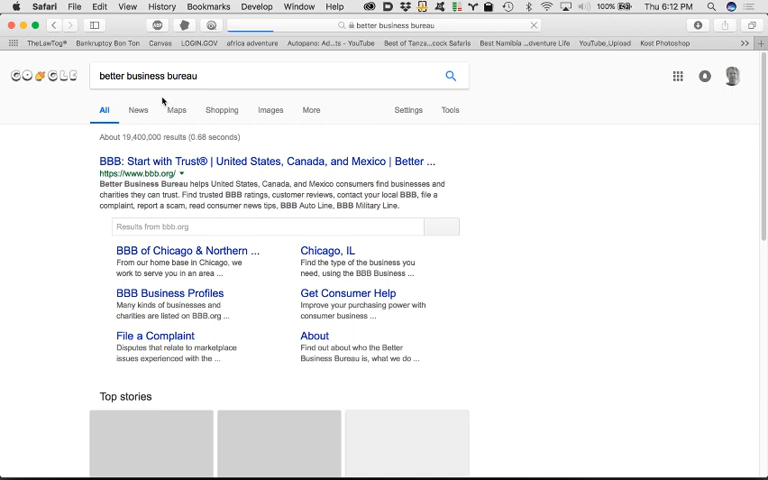 Safari File Edit View History Bookmarks Develop Window Help 100% Thu 6:12 PM
better business bureau
TheLawTog® Bankruptcy Bon Ton Canvas LOGIN.GOV africa adventure Autopano: Ad...ts - YouTube Best of Tanza...cock Safaris Best Namibia ...dventure Life YouTube_Upload Kost Photoshop
better business bureau
All News Maps Shopping Images More Settings Tools
About 19,400,000 results (0.68 seconds)
BBB: Start with Trust® | United States, Canada, and Mexico | Better ...
https://www.bbb.org/
Better Business Bureau helps United States, Canada, and Mexico consumers find businesses and
charities they can trust. Find trusted BBB ratings, customer reviews, contact your local BBB, file a
complaint, report a scam, read consumer news tips, BBB Auto Line, BBB Military Line.
Results from bbb.org
BBB of Chicago & Northern ...
From our home base in Chicago, we
work to serve you in an area ...
Chicago, IL
Find the type of the business you
need, using the BBB Business ...
BBB Business Profiles
Many kinds of businesses and
charities are listed on BBB.org ...
Get Consumer Help
Improve your purchasing power with
consumer business ...
File a Complaint
Disputes that relate to marketplace
issues experienced with the ...
About
Find out about who the Better
Business Bureau is, what we do ...
Top stories